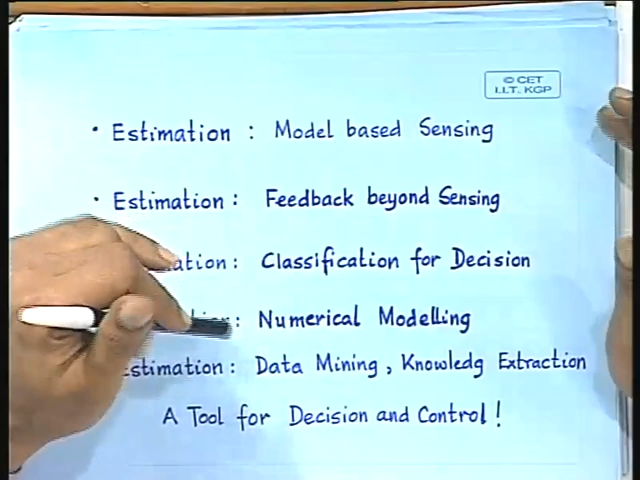 © CET
I.I.T. KGP
• Estimation : Model based Sensing
• Estimation : Feedback beyond Sensing
ation : Classification for Decision
: Numerical Modelling
stimation : Data Mining , Knowledg Extraction
A Tool for Decision and Control !